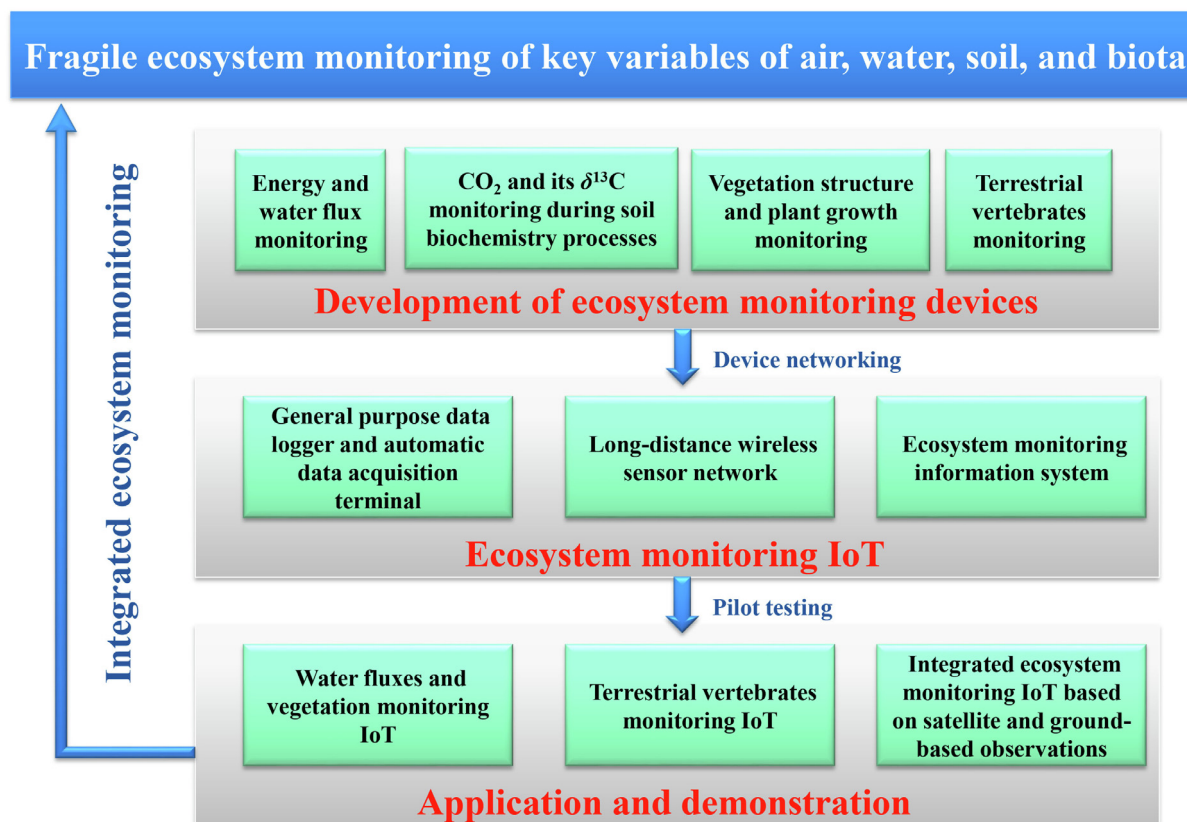 Fragile ecosystem monitoring of key variables of air, water, soil, and biota
Integrated ecosystem monitoring
Energy and
water flux
monitoring
CO₂ and its δ¹³C
monitoring during soil
biochemistry processes
Vegetation structure
and plant growth
monitoring
Terrestrial
vertebrates
monitoring
Development of ecosystem monitoring devices
Device networking
General purpose data
logger and automatic
data acquisition
terminal
Long-distance wireless
sensor network
Ecosystem monitoring
information system
Ecosystem monitoring IoT
Pilot testing
Water fluxes and
vegetation monitoring
IoT
Terrestrial vertebrates
monitoring IoT
Integrated ecosystem
monitoring IoT based
on satellite and ground-
based observations
Application and demonstration